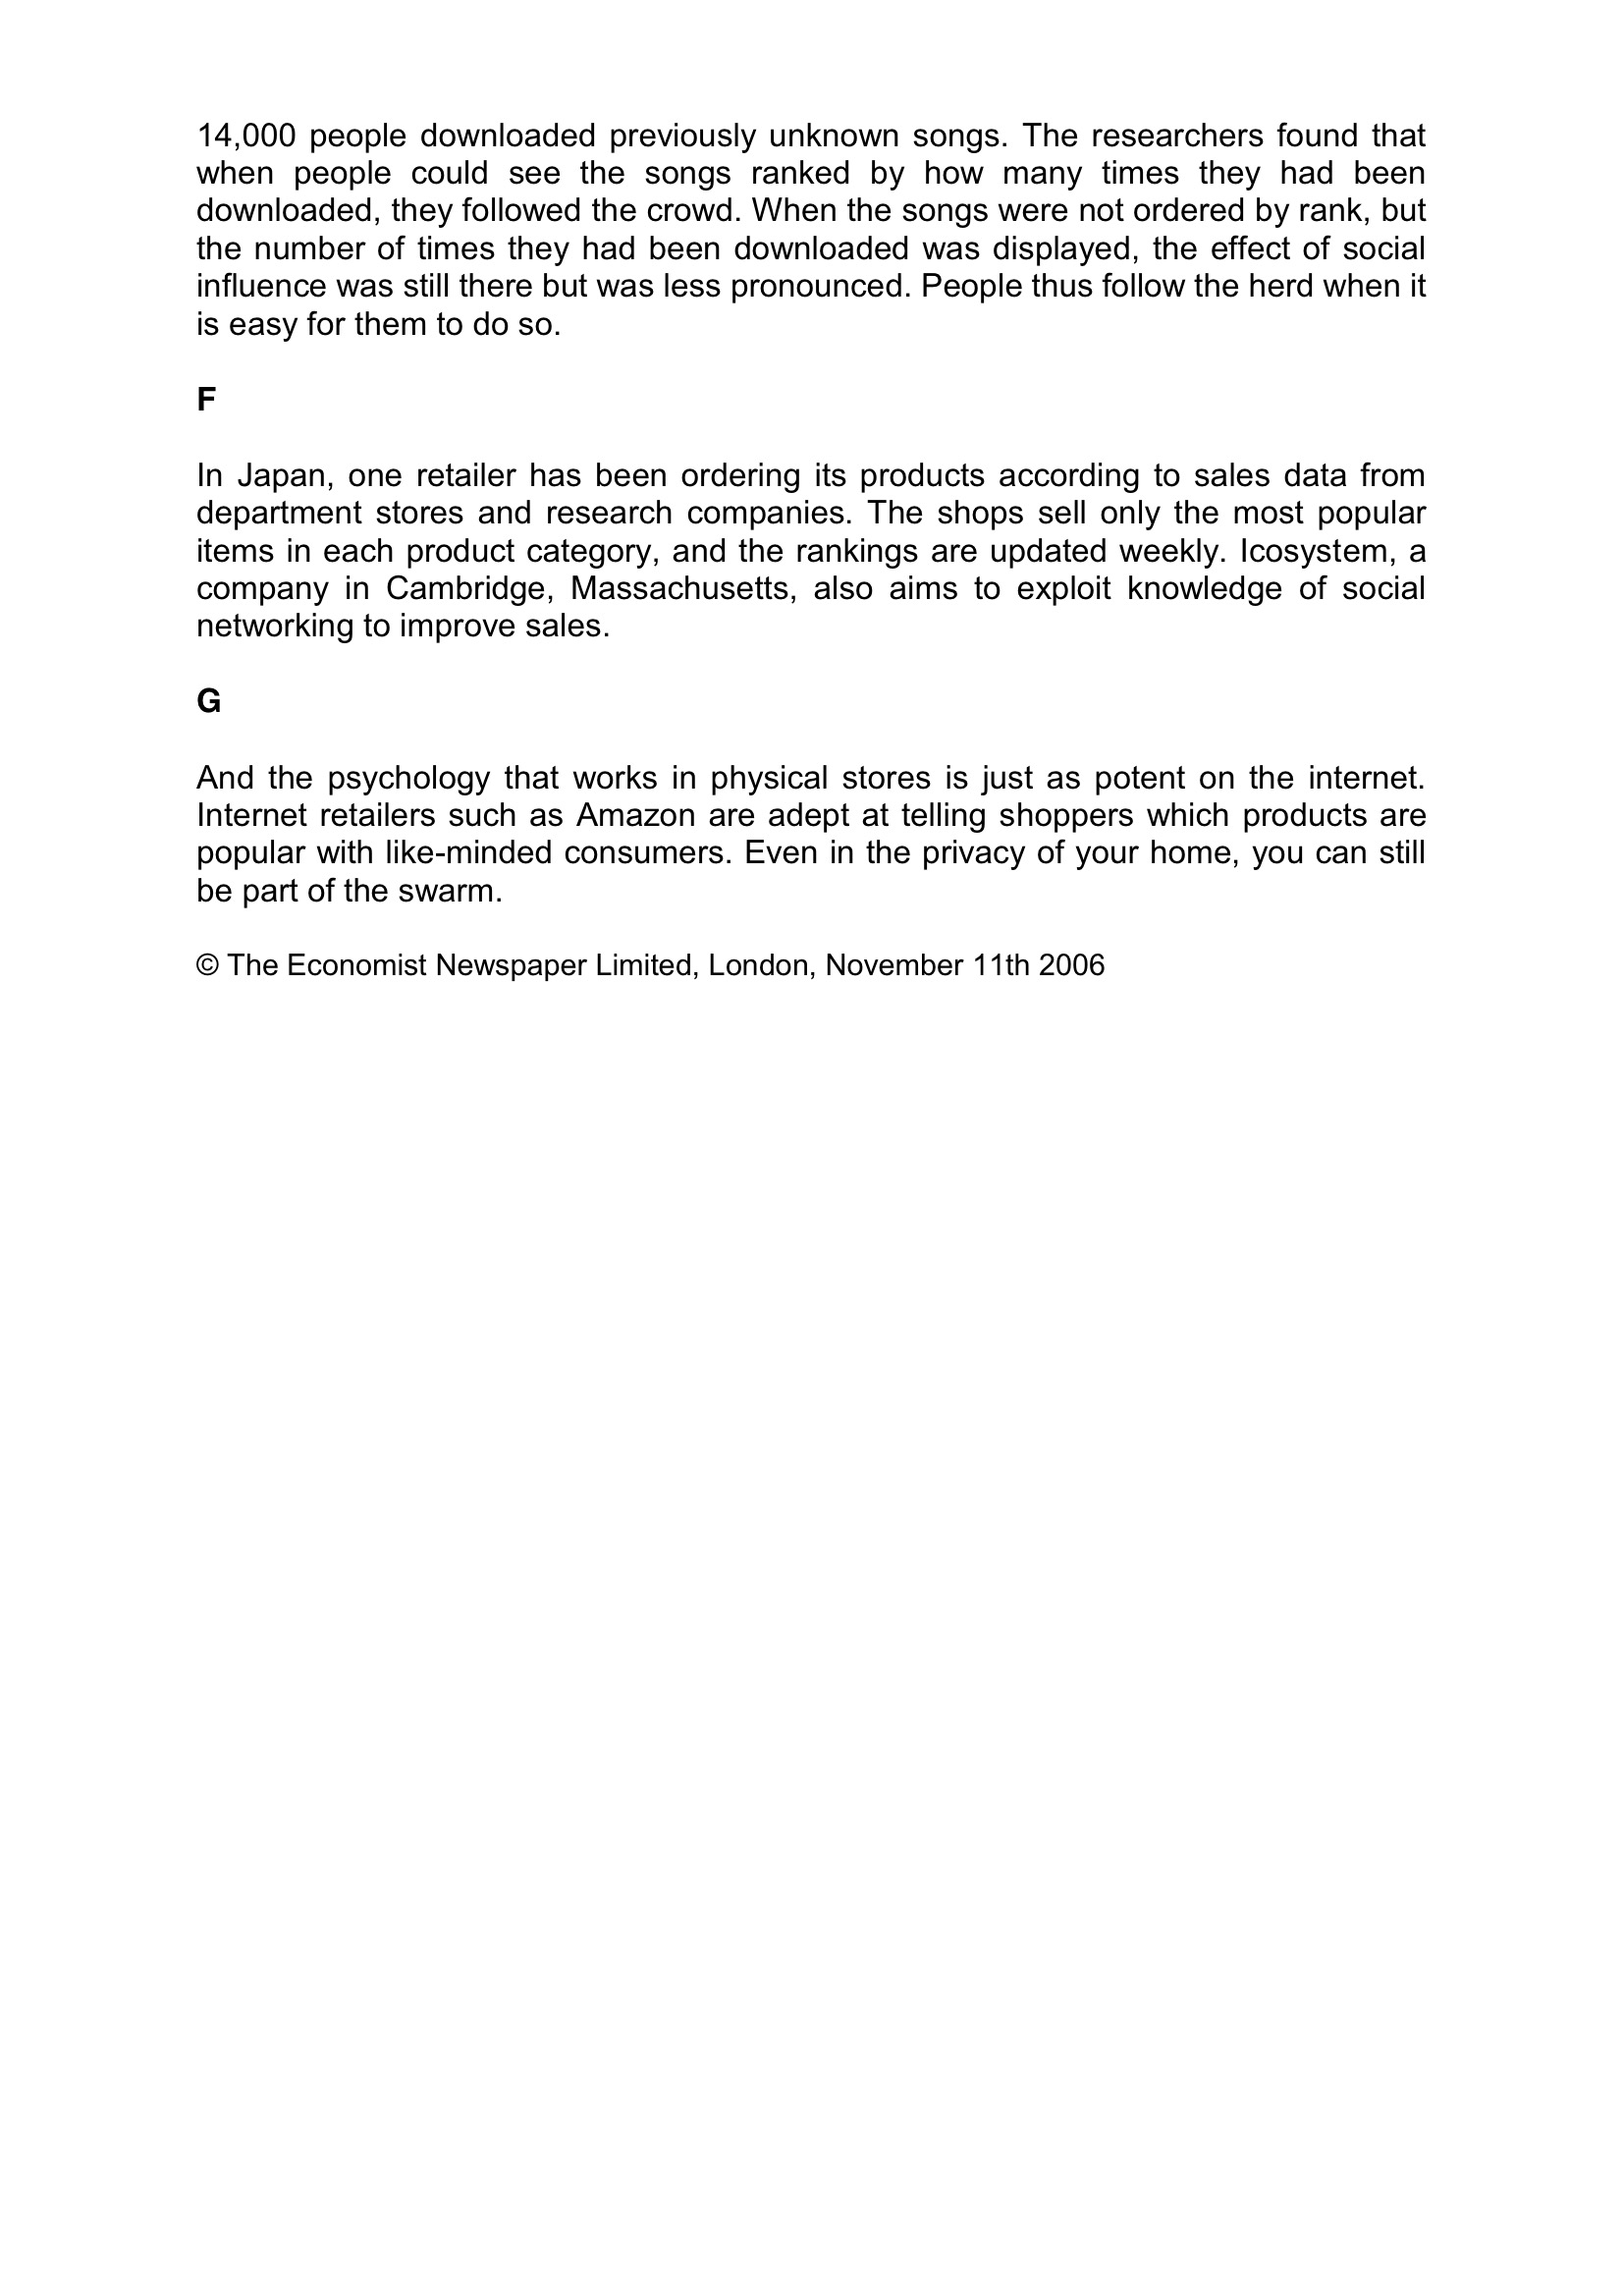 14,000 people downloaded previously unknown songs. The researchers found that
when people could see the songs ranked by how many times they had been
downloaded, they followed the crowd. When the songs were not ordered by rank, but
the number of times they had been downloaded was displayed, the effect of social
influence was still there but was less pronounced. People thus follow the herd when it
is easy for them to do so.
F
In Japan, one retailer has been ordering its products according to sales data from
department stores and research companies. The shops sell only the most popular
items in each product category, and the rankings are updated weekly. Icosystem, a
company in Cambridge, Massachusetts, also aims to exploit knowledge of social
networking to improve sales.
G
And the psychology that works in physical stores is just as potent on the internet.
Internet retailers such as Amazon are adept at telling shoppers which products are
popular with like-minded consumers. Even in the privacy of your home, you can still
be part of the swarm.
© The Economist Newspaper Limited, London, November 11th 2006